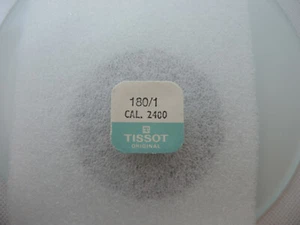 180/1
CAL. 2400
TISSOT
ORIGINAL